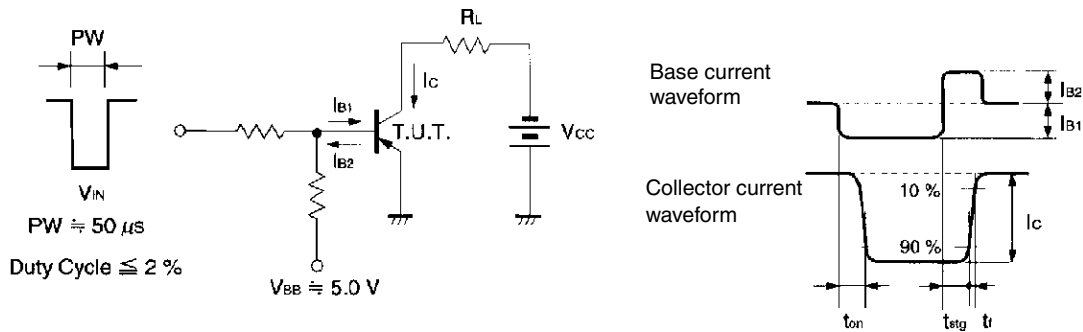 PW
VIN
PW ≒ 50 μs
Duty Cycle ≦ 2 %
RL
IC
IB1
T.U.T.
IB2
VCC
VBB ≒ 5.0 V
Base current
waveform
IB2
IB1
Collector current
waveform
10 %
90 %
IC
ton
tstg
tf